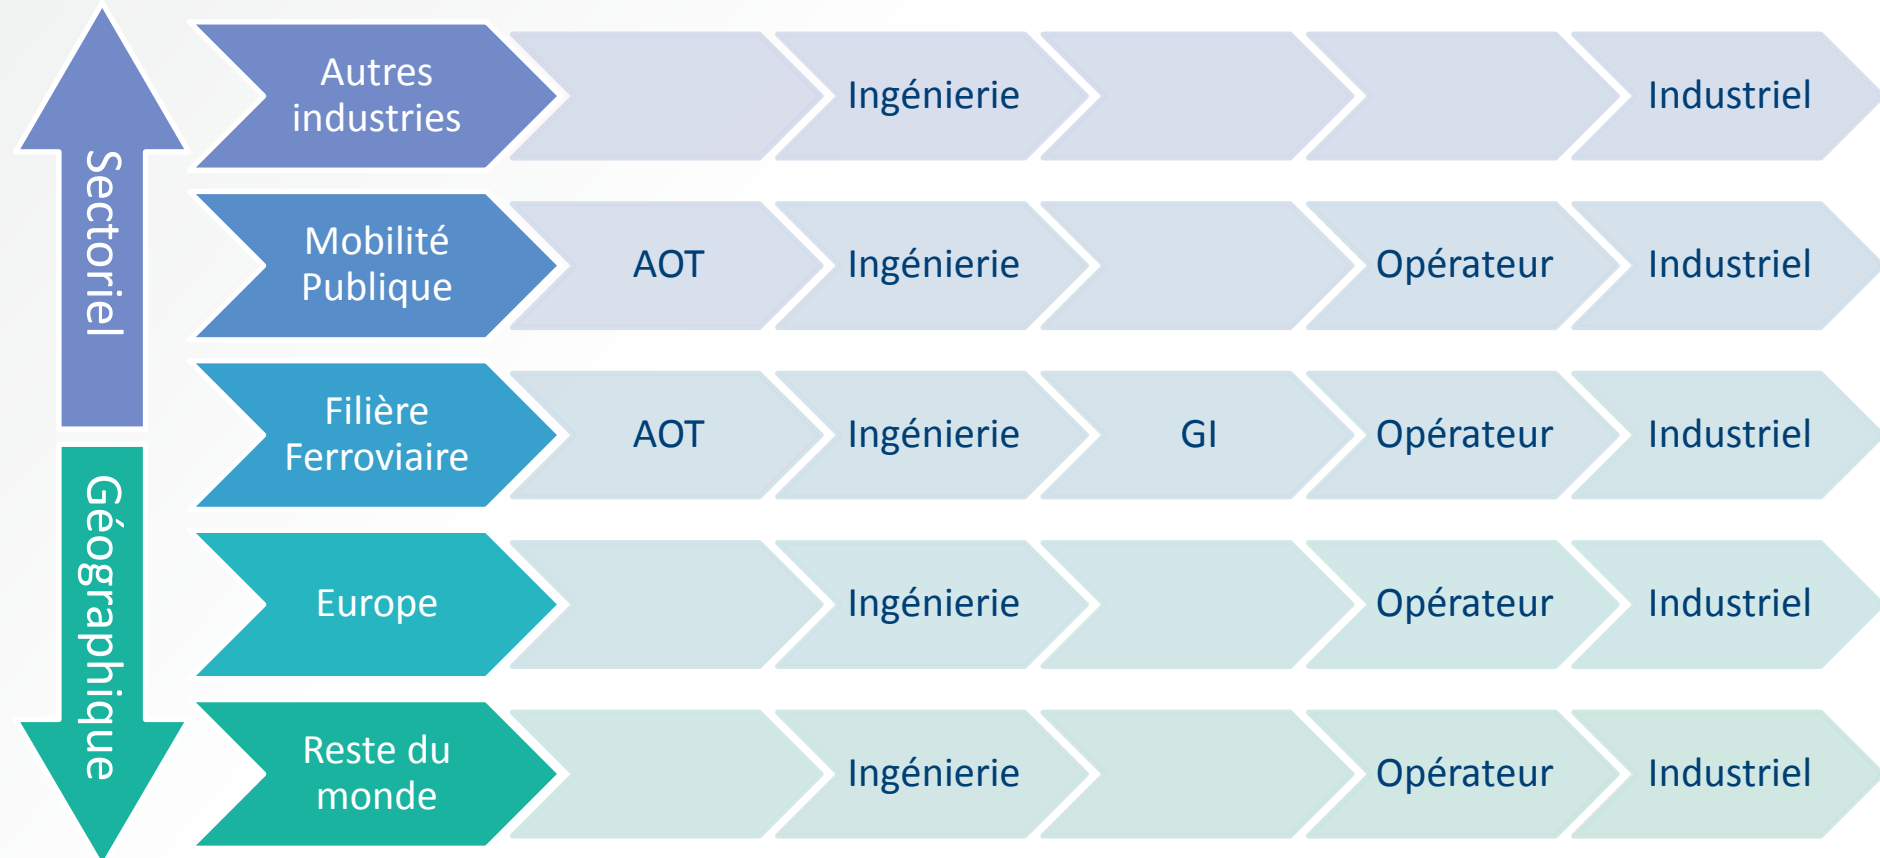 Sectoriel
Autres
industries
Ingénierie
Industriel
Mobilité
Publique
AOT
Ingénierie
Opérateur
Industriel
Filière
Ferroviaire
AOT
Ingénierie
GI
Opérateur
Industriel
Géographique
Europe
Ingénierie
Opérateur
Industriel
Reste du
monde
Ingénierie
Opérateur
Industriel